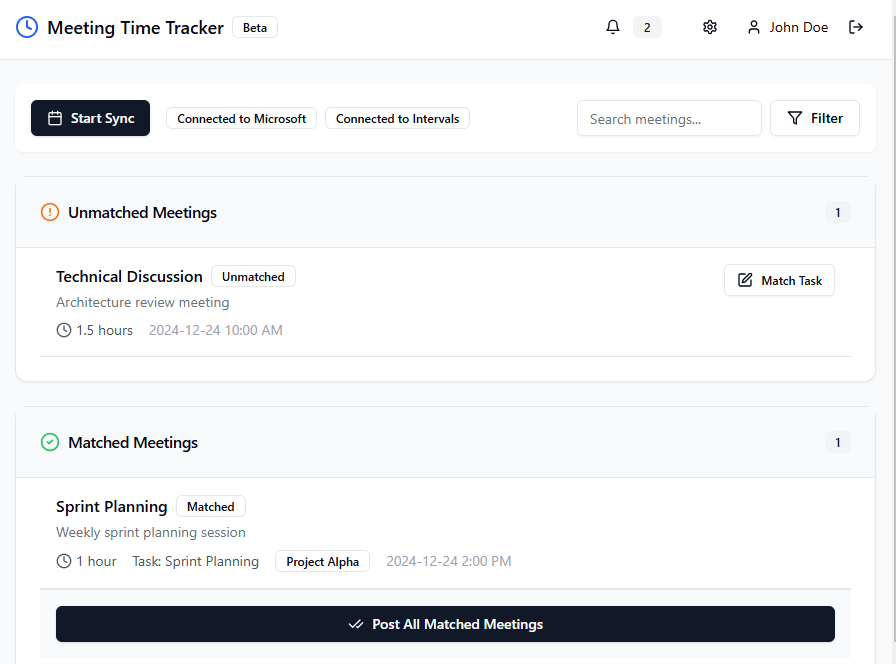 Meeting Time Tracker Beta 2 John Doe
Start Sync Connected to Microsoft Connected to Intervals Search meetings... Filter
Unmatched Meetings 1
Technical Discussion Unmatched Match Task
Architecture review meeting
1.5 hours 2024-12-24 10:00 AM
Matched Meetings 1
Sprint Planning Matched
Weekly sprint planning session
1 hour Task: Sprint Planning Project Alpha 2024-12-24 2:00 PM
Post All Matched Meetings